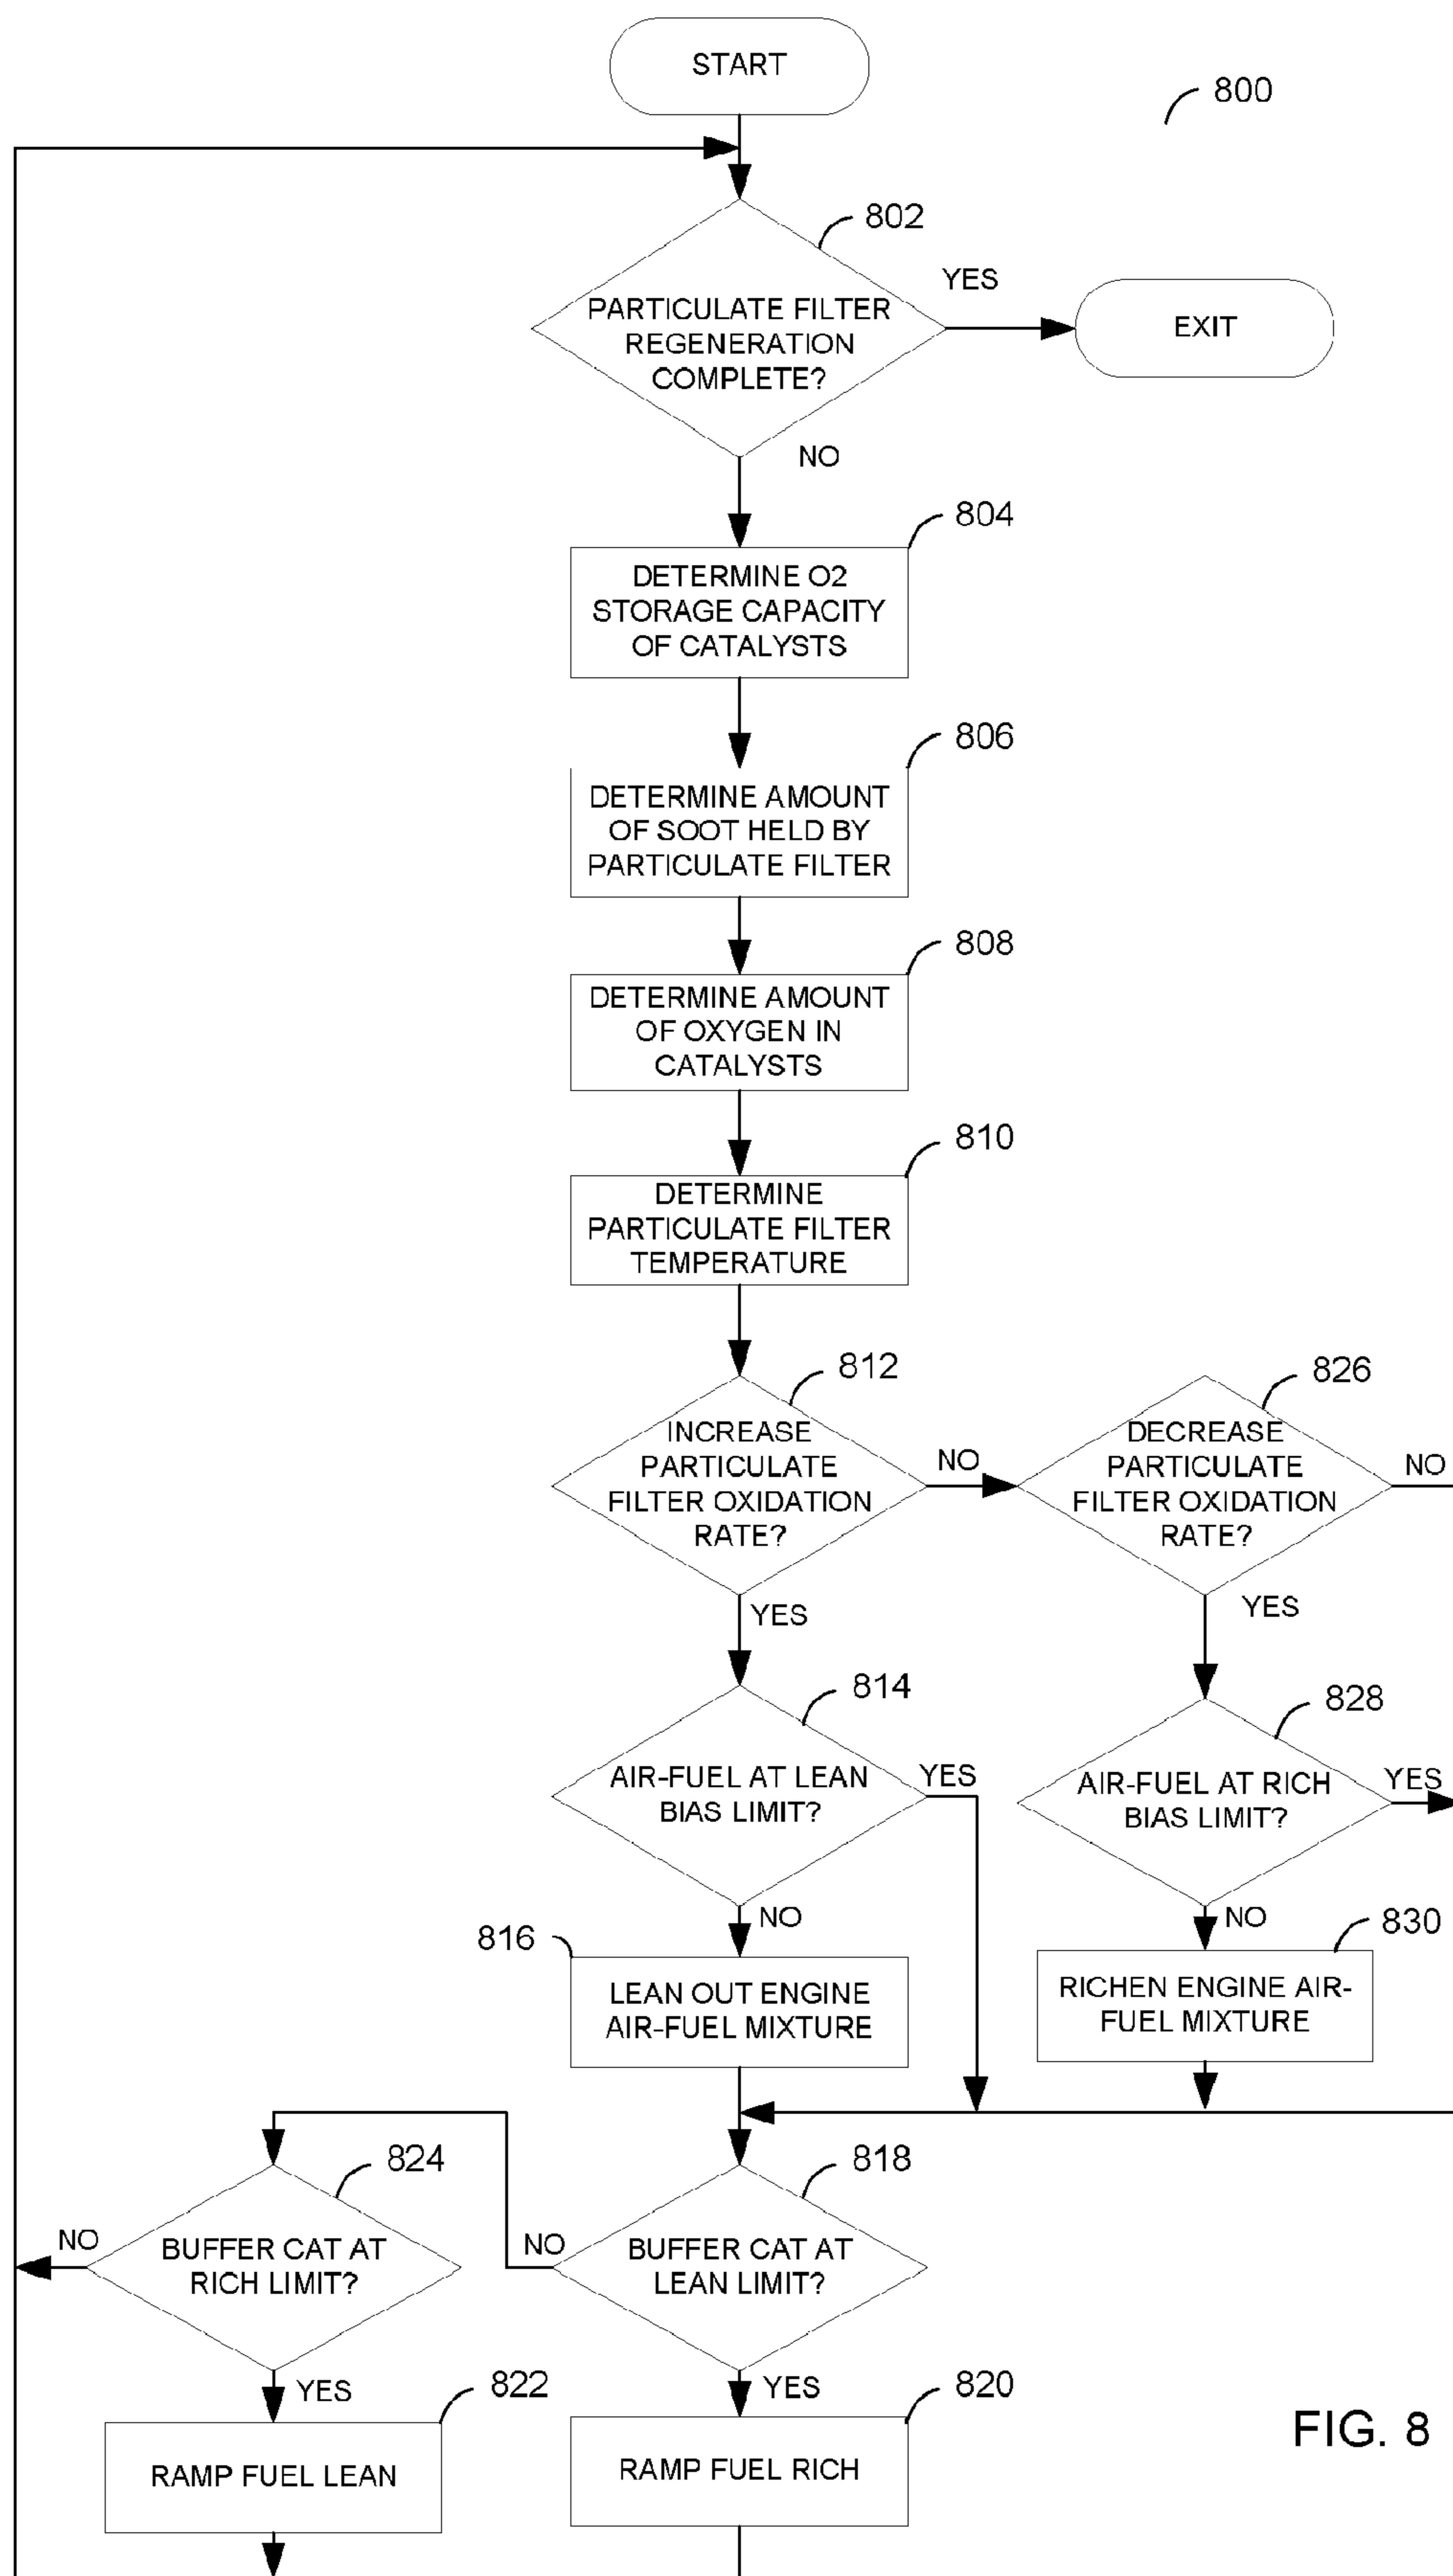 START
800
802
PARTICULATE FILTER
REGENERATION
COMPLETE?
YES
EXIT
NO
804
DETERMINE O2
STORAGE CAPACITY
OF CATALYSTS
806
DETERMINE AMOUNT
OF SOOT HELD BY
PARTICULATE FILTER
808
DETERMINE AMOUNT
OF OXYGEN IN
CATALYSTS
810
DETERMINE
PARTICULATE FILTER
TEMPERATURE
812
INCREASE
PARTICULATE
FILTER OXIDATION
RATE?
NO
826
DECREASE
PARTICULATE
FILTER OXIDATION
RATE?
NO
YES
YES
814
AIR-FUEL AT LEAN
BIAS LIMIT?
YES
828
AIR-FUEL AT RICH
BIAS LIMIT?
YES
NO
NO
816
LEAN OUT ENGINE
AIR-FUEL MIXTURE
830
RICHEN ENGINE AIR-
FUEL MIXTURE
824
BUFFER CAT AT
RICH LIMIT?
NO
818
BUFFER CAT AT
LEAN LIMIT?
NO
YES
YES
822
RAMP FUEL LEAN
820
RAMP FUEL RICH
FIG. 8